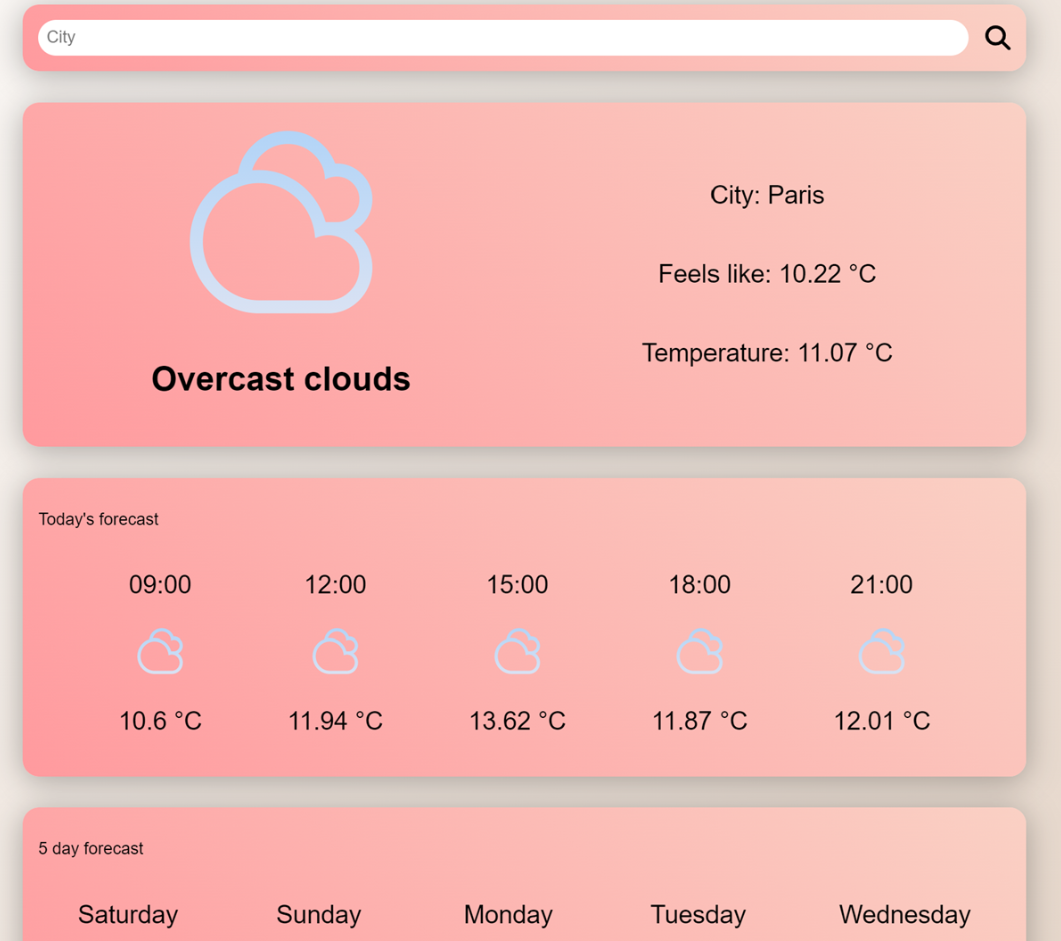 City
City: Paris
Feels like: 10.22 °C
Temperature: 11.07 °C
Overcast clouds
Today's forecast
09:00 12:00 15:00 18:00 21:00
10.6 °C 11.94 °C 13.62 °C 11.87 °C 12.01 °C
5 day forecast
Saturday Sunday Monday Tuesday Wednesday